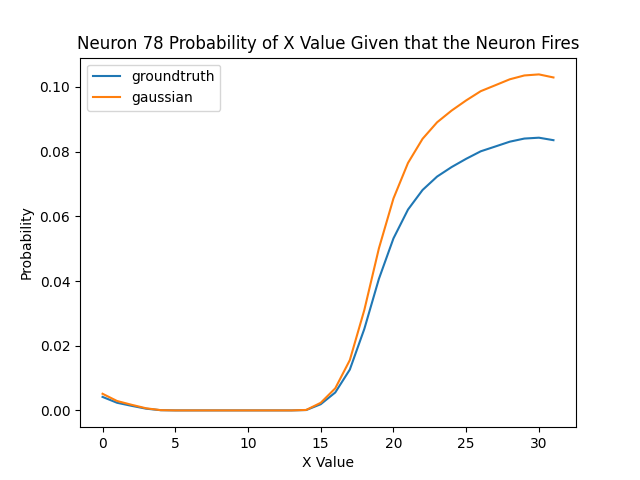 Neuron 78 Probability of X Value Given that the Neuron Fires
groundtruth
gaussian
0.10
0.08
0.06
0.04
0.02
0.00
Probability
0 5 10 15 20 25 30
X Value